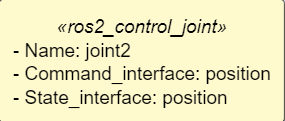 «ros2_control_joint»
- Name: joint2
- Command_interface: position
- State_interface: position